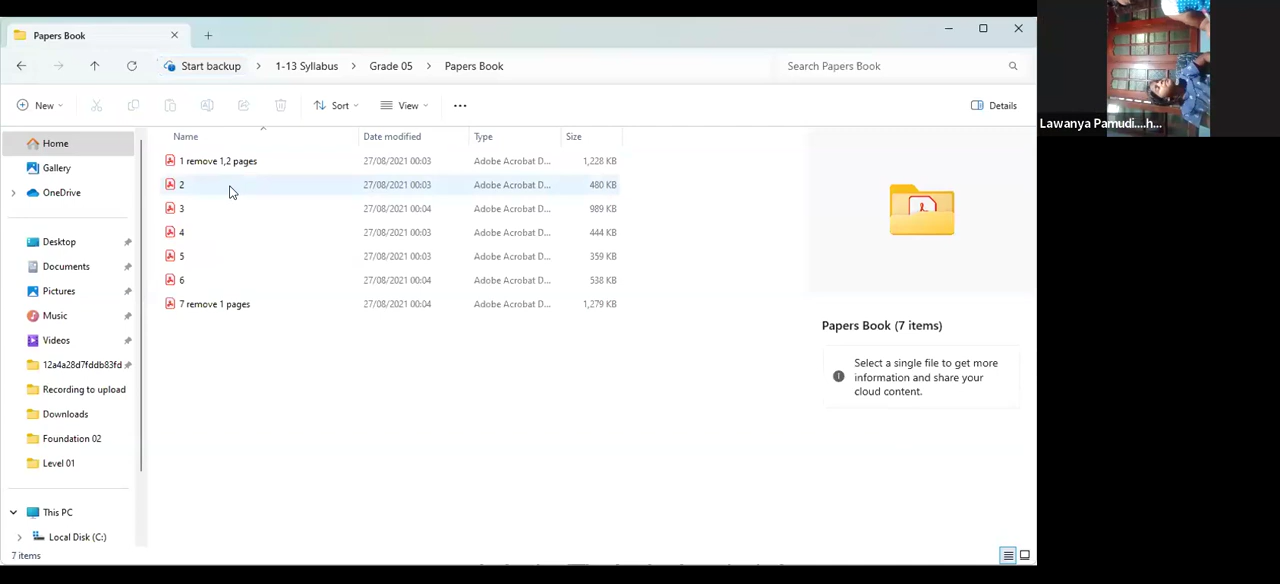 Papers Book
Start backup
1-13 Syllabus
Grade 05
Papers Book
Search Papers Book
Lawanya Pamudi....h...
New
Sort
View
Details
Name
Date modified
Type
Size
1 remove 1,2 pages 27/08/2021 00:03 Adobe Acrobat D... 1,228 KB
2 27/08/2021 00:03 Adobe Acrobat D... 480 KB
3 27/08/2021 00:04 Adobe Acrobat D... 989 KB
4 27/08/2021 00:03 Adobe Acrobat D... 444 KB
5 27/08/2021 00:03 Adobe Acrobat D... 359 KB
6 27/08/2021 00:04 Adobe Acrobat D... 538 KB
7 remove 1 pages 27/08/2021 00:04 Adobe Acrobat D... 1,279 KB
Home
Gallery
OneDrive
Desktop
Documents
Pictures
Music
Videos
12a4a28d7fddb83fd
Recording to upload
Downloads
Foundation 02
Level 01
This PC
Local Disk (C:)
Papers Book (7 items)
Select a single file to get more
information and share your
cloud content.
7 items